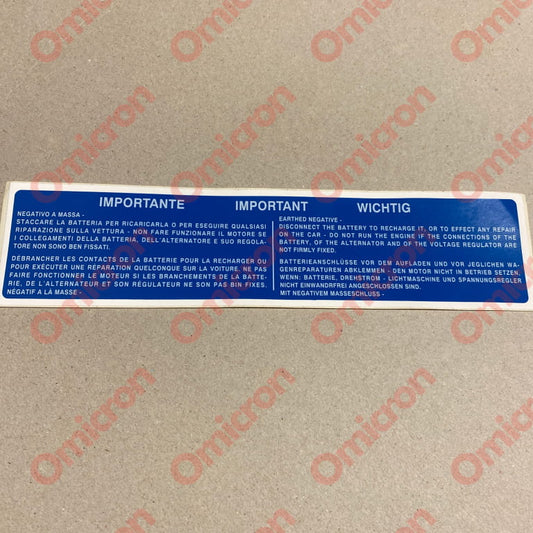 IMPORTANTE IMPORTANT WICHTIG
NEGATIVO A MASSA -
STACCARE LA BATTERIA PER RICARICARLA O PER ESEGUIRE QUALSIASI
RIPARAZIONE SULLA VETTURA - NON FARE FUNZIONARE IL MOTORE SE
I COLLEGAMENTI DELLA BATTERIA, DELL'ALTERNATORE E SUO REGOLA-
TORE NON SONO BEN FISSATI.
DÉBRANCHER LES CONTACTS DE LA BATTERIE POUR LA RECHARGER OU
POUR EXÉCUTER UNE RÉPARATION QUELCONQUE SUR LA VOITURE. NE PAS
FAIRE FONCTIONNER LE MOTEUR SI LES BRANCHEMENTS DE LA BATTE-
RIE, DE L'ALTERNATEUR ET SON RÉGULATEUR NE SON PAS BIN FIXES.
NÉGATIF A LÀ MASSE -
EARTHED NEGATIVE -
DISCONNECT THE BATTERY TO RECHARGE IT, OR TO EFFECT ANY REPAIR
ON THE CAR - DO NOT RUN THE ENGINE IF THE CONNECTIONS OF THE
BATTERY, OF THE ALTERNATOR AND OF THE VOLTAGE REGULATOR ARE
NOT FIRMLY FIXED.
BATTERIEANSCHLÜSSE VOR DEM AUFLADEN UND VOR JEGLICHEN WA-
GENREPARATUREN ABKLEMMEN - DEN MOTOR NICHT IN BETRIEB SETZEN,
WENN: BATTERIE, DREHSTROM - LICHTMASCHINE UND SPANNUNGSREGLER
NICHT EINWANDRFREI ANGESCHLOSSEN SIND.
MIT NEGATIVEM MASSESCHLUSS -
Omicron